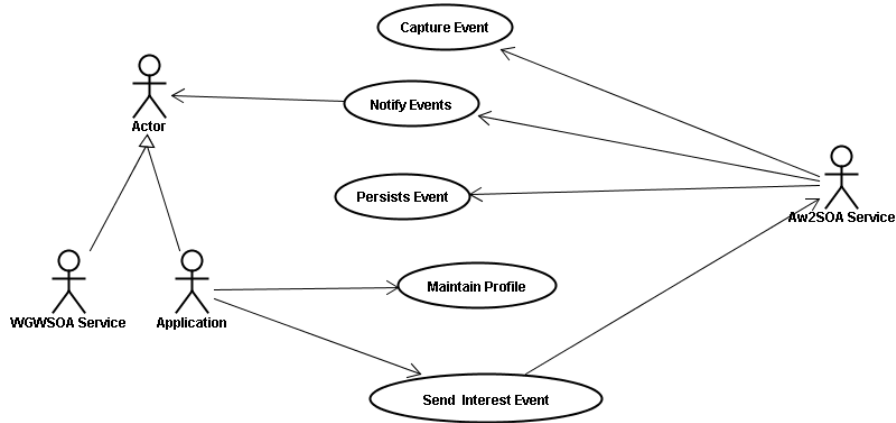 Capture Event
Notify Events
Actor
Persists Event
Aw2SOA Service
Maintain Profile
WGWSOA Service
Application
Send Interest Event